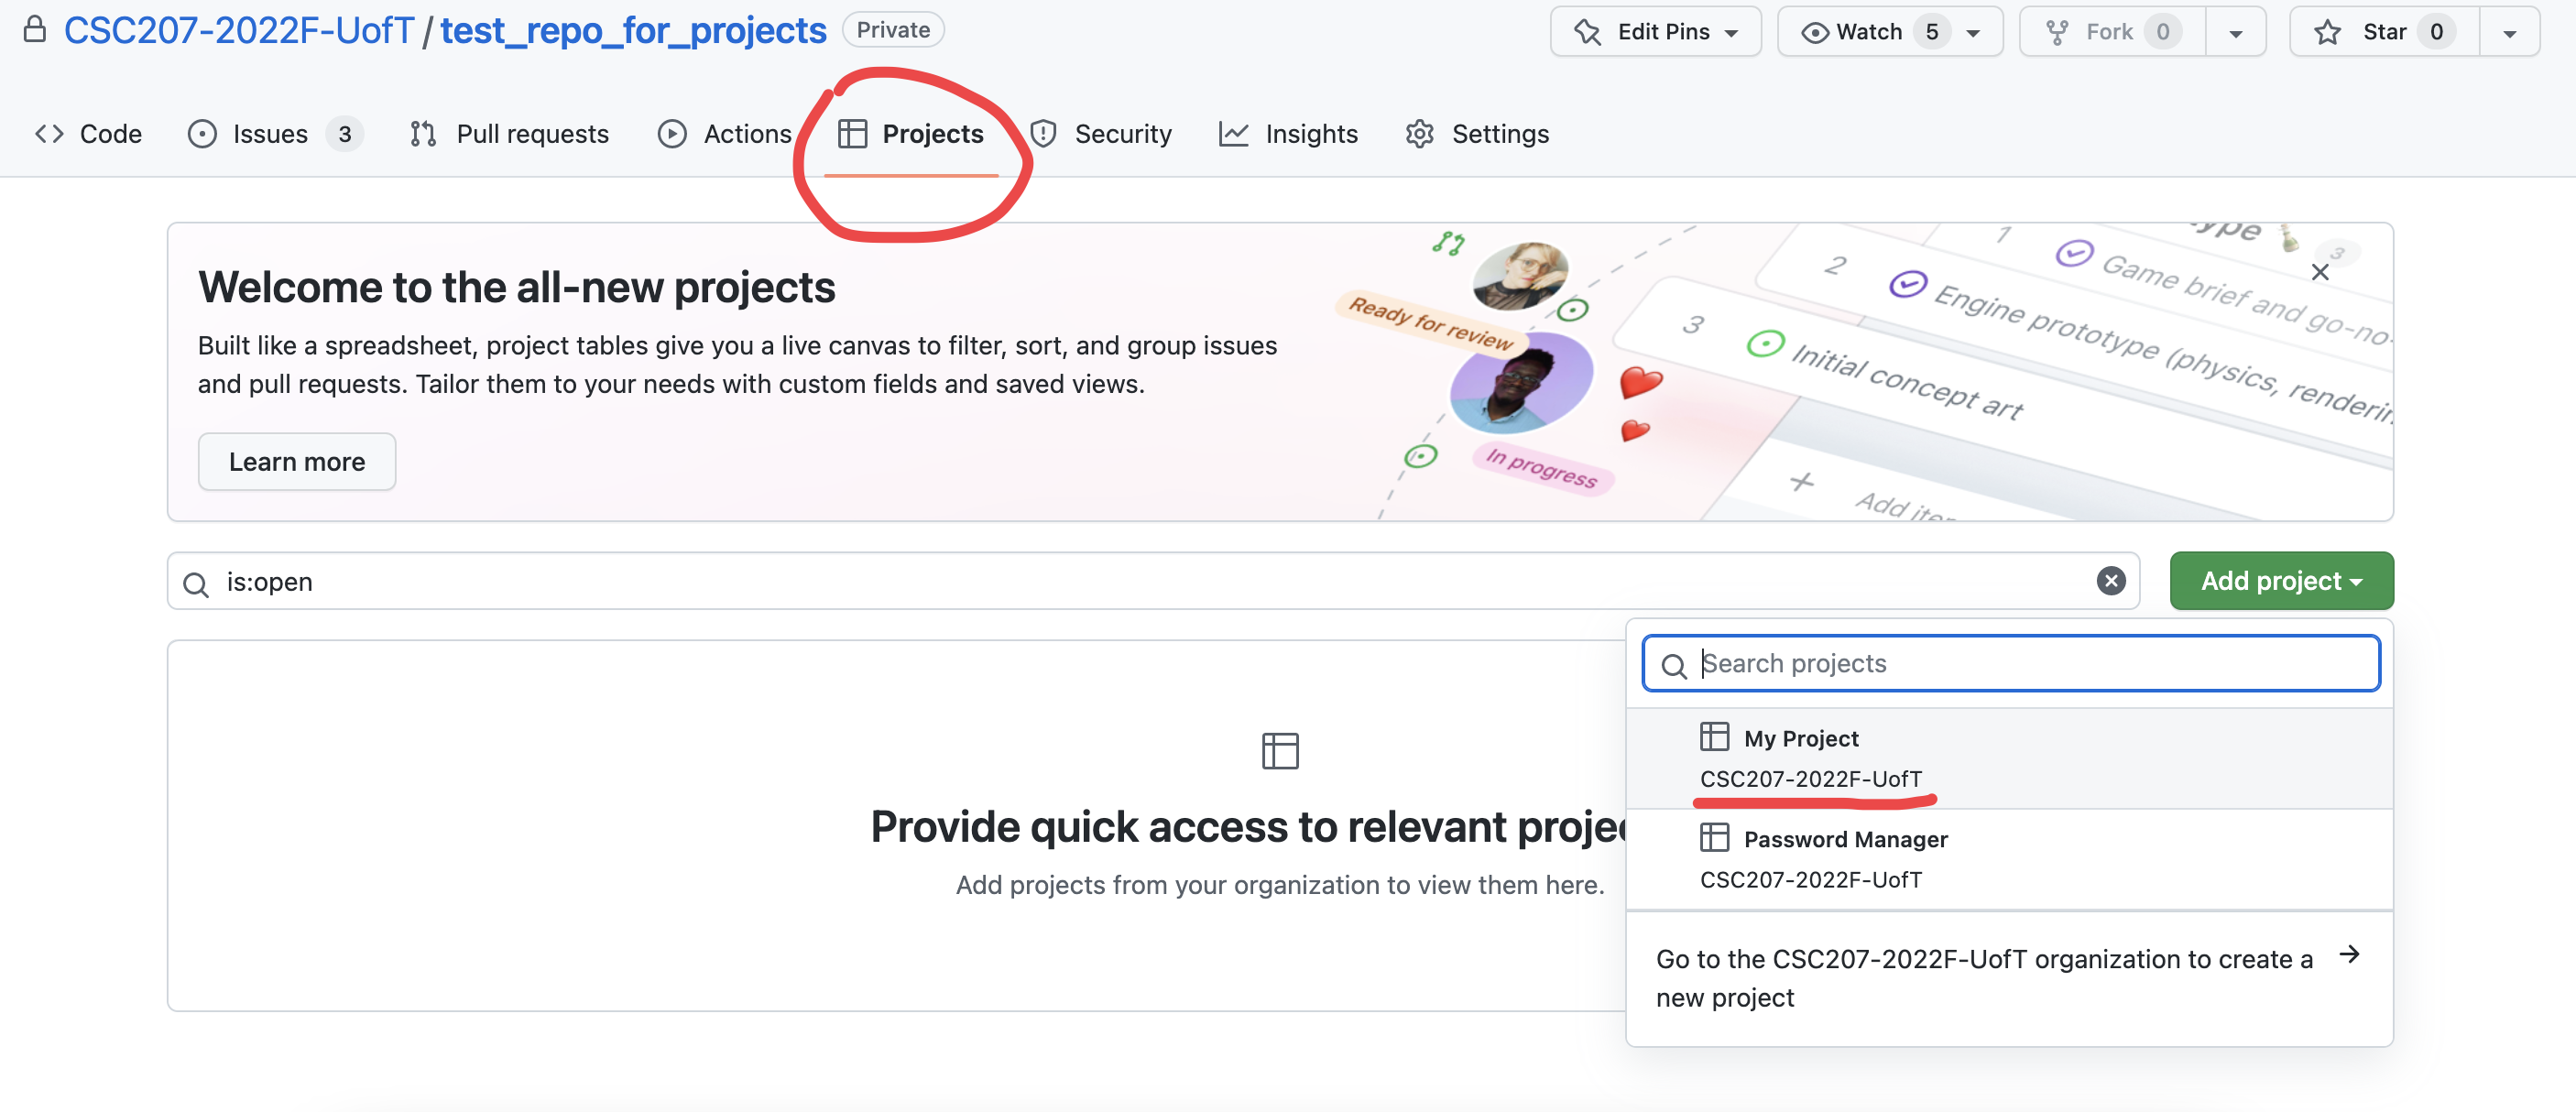 CSC207-2022F-UofT / test_repo_for_projects Private Edit Pins Watch 5 Fork 0 Star 0
Code Issues 3 Pull requests Actions Projects Security Insights Settings
Welcome to the all-new projects
Built like a spreadsheet, project tables give you a live canvas to filter, sort, and group issues
and pull requests. Tailor them to your needs with custom fields and saved views.
Learn more
Ready for review
In progress
3
1 Game brief and go-no-
2 Engine prototype (physics, renderin
3 Initial concept art
+ Add
is:open
Add project
Search projects
My Project
CSC207-2022F-UofT
Password Manager
CSC207-2022F-UofT
Go to the CSC207-2022F-UofT organization to create a
new project
Provide quick access to relevant projec
Add projects from your organization to view them here.